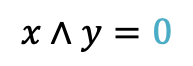 x ∧ y = 0